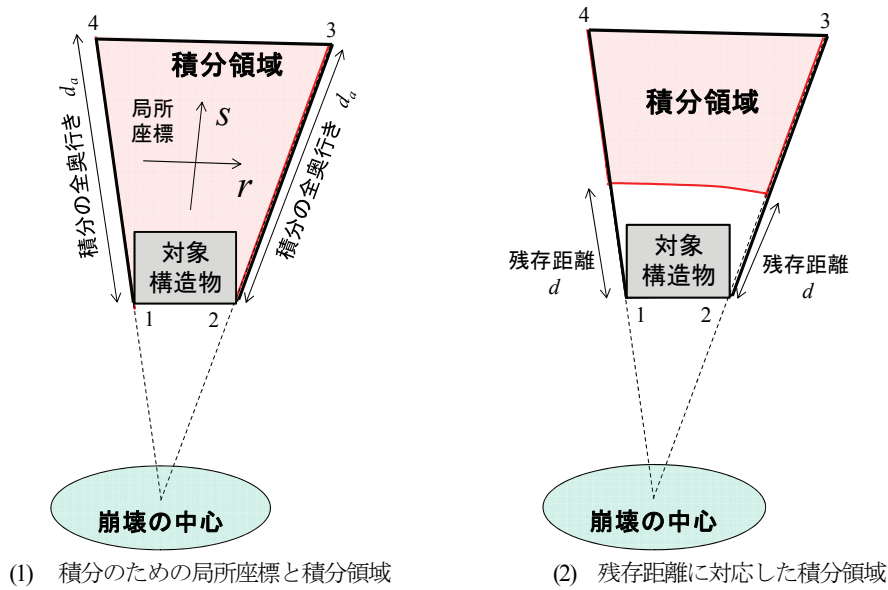 4
3
積分領域
積分の全奥行き d_a
局所
座標
s
r
積分の全奥行き d_a
対象
構造物
1
2
崩壊の中心
(1) 積分のための局所座標と積分領域
4
3
積分領域
残存距離
d
対象
構造物
残存距離
d
1
2
崩壊の中心
(2) 残存距離に対応した積分領域